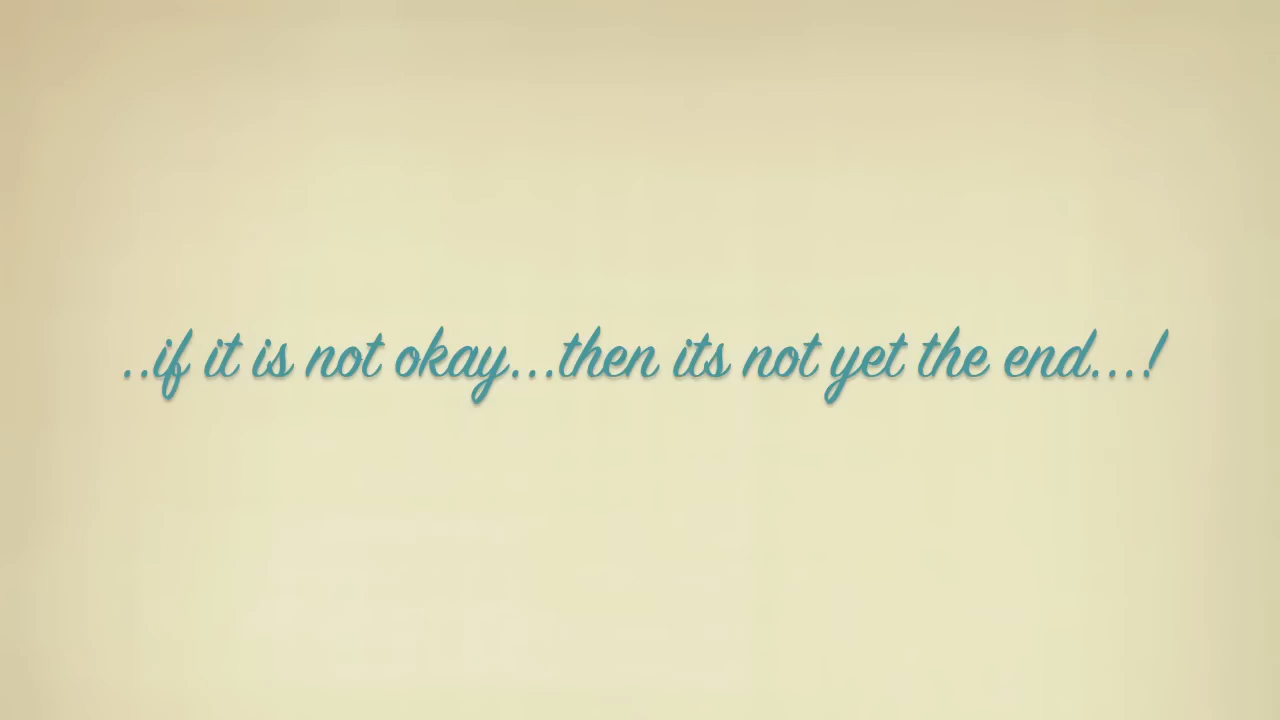 ..if it is not okay...then its not yet the end....!